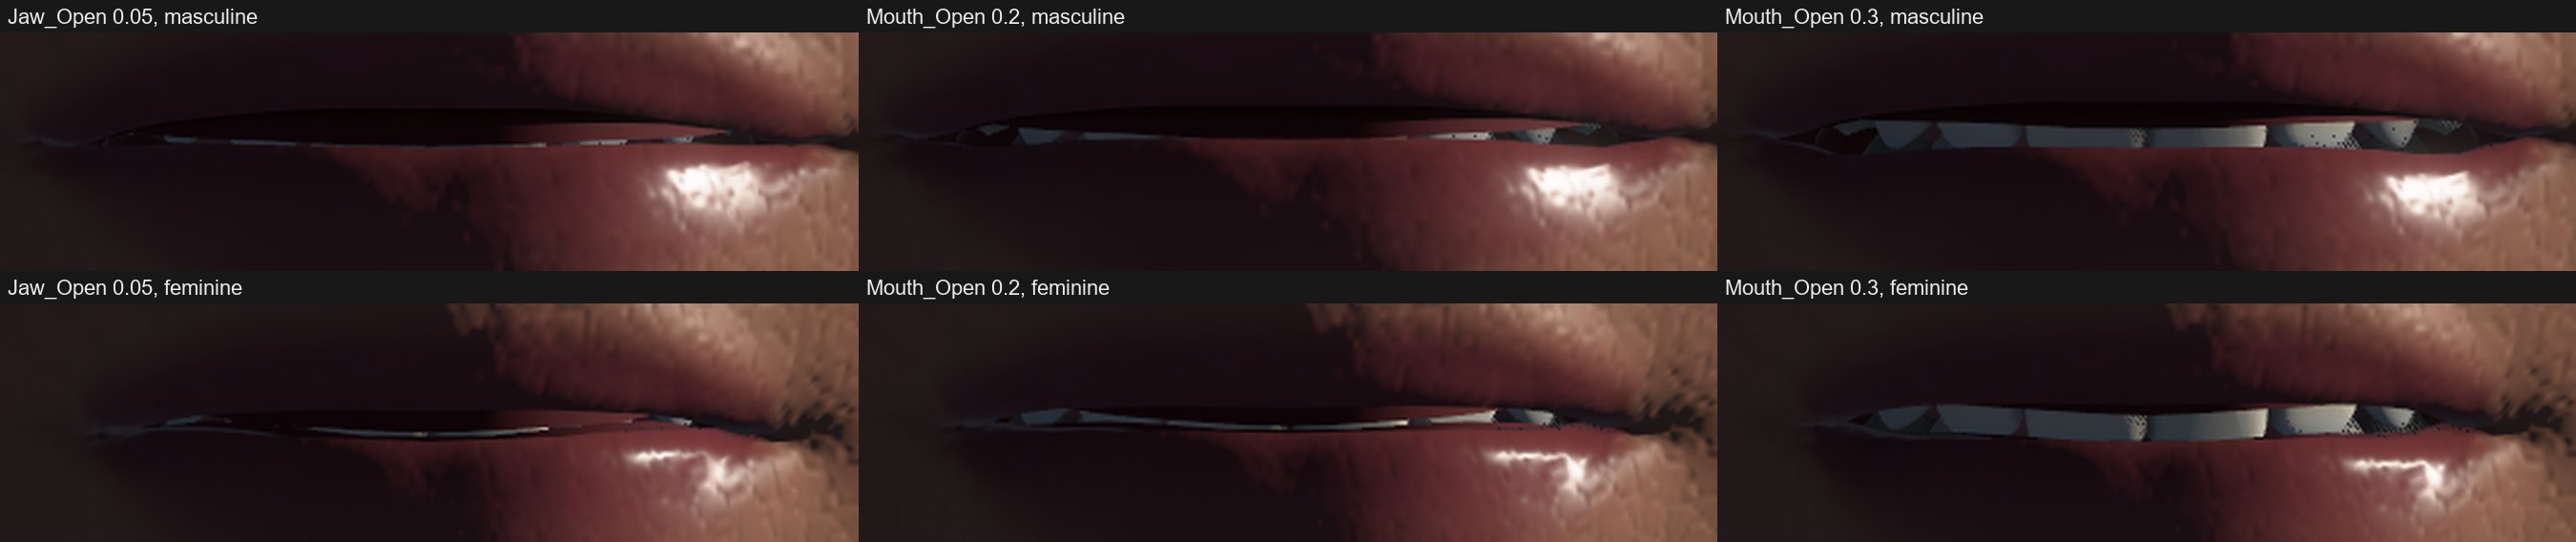 Jaw_Open 0.05, masculine
Mouth_Open 0.2, masculine
Mouth_Open 0.3, masculine
Jaw_Open 0.05, feminine
Mouth_Open 0.2, feminine
Mouth_Open 0.3, feminine